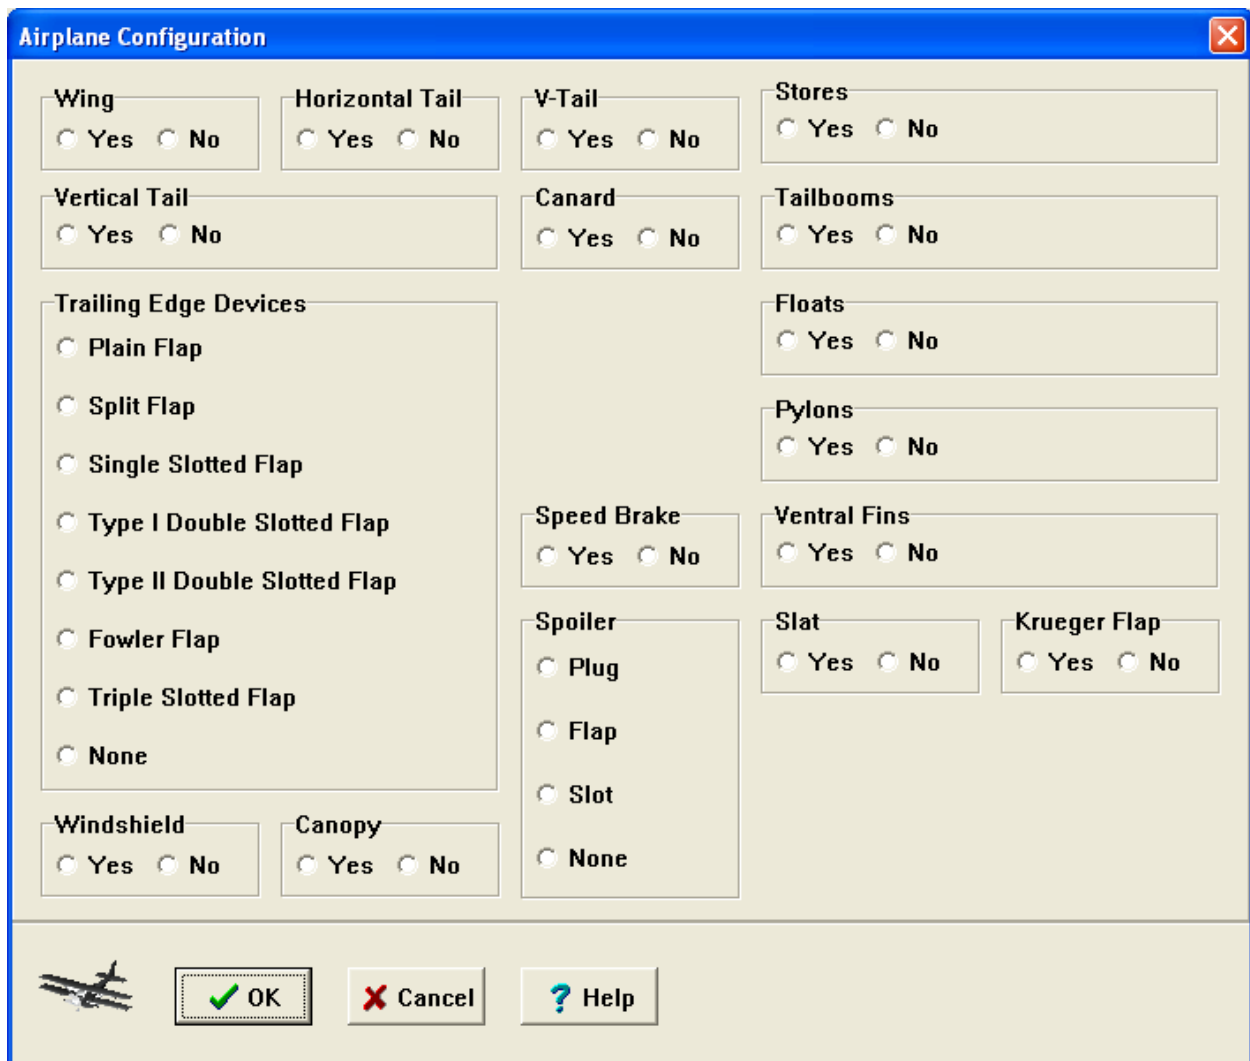 Airplane Configuration
Wing
Yes No
Horizontal Tail
Yes No
V-Tail
Yes No
Stores
Yes No
Vertical Tail
Yes No
Canard
Yes No
Tailbooms
Yes No
Trailing Edge Devices
Plain Flap
Split Flap
Single Slotted Flap
Type I Double Slotted Flap
Type II Double Slotted Flap
Fowler Flap
Triple Slotted Flap
None
Floats
Yes No
Pylons
Yes No
Speed Brake
Yes No
Ventral Fins
Yes No
Spoiler
Plug
Flap
Slot
None
Slat
Yes No
Krueger Flap
Yes No
Windshield
Yes No
Canopy
Yes No
OK
Cancel
? Help